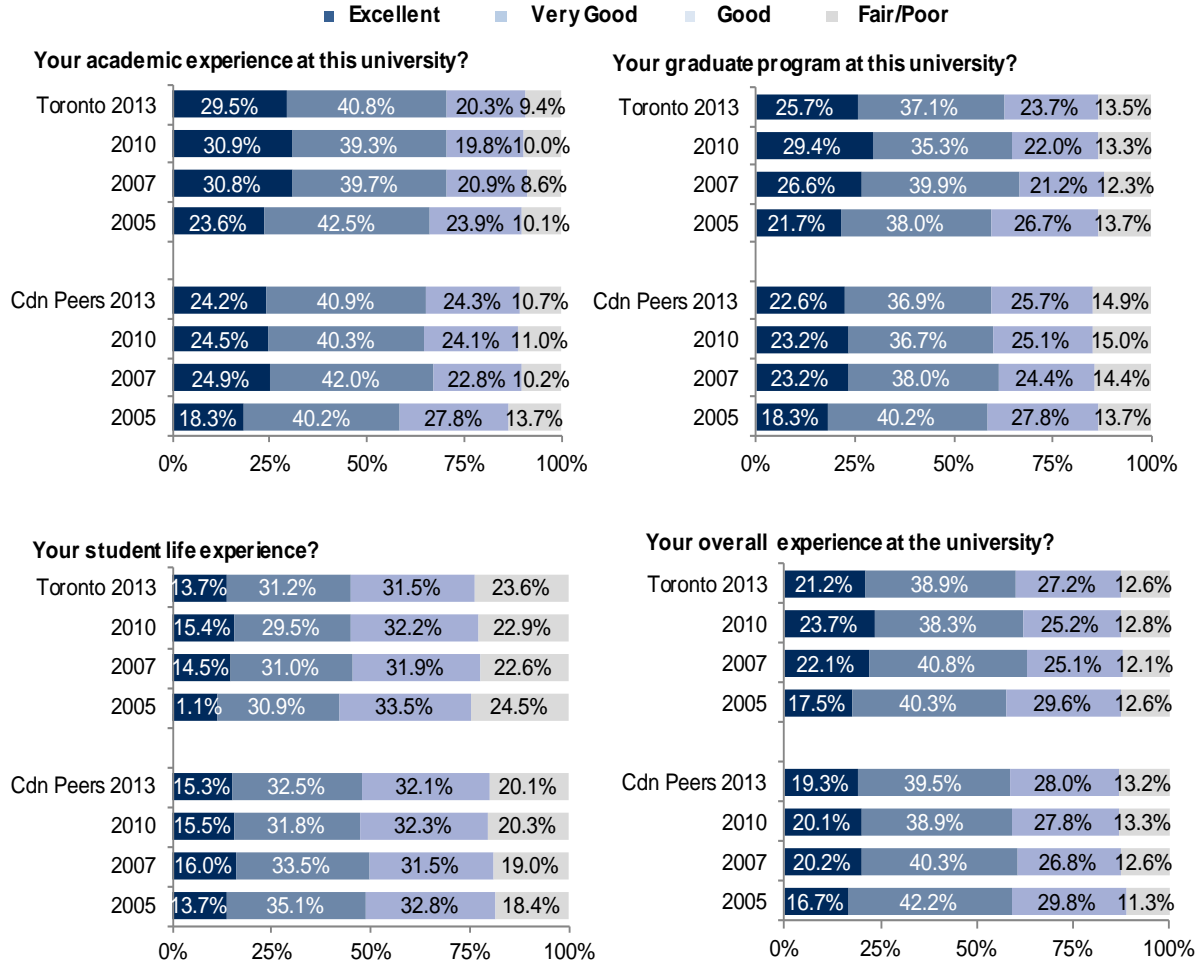 Excellent Very Good Good Fair/Poor
Your academic experience at this university?
Toronto 2013 29.5% 40.8% 20.3% 9.4%
2010 30.9% 39.3% 19.8% 10.0%
2007 30.8% 39.7% 20.9% 8.6%
2005 23.6% 42.5% 23.9% 10.1%
Cdn Peers 2013 24.2% 40.9% 24.3% 10.7%
2010 24.5% 40.3% 24.1% 11.0%
2007 24.9% 42.0% 22.8% 10.2%
2005 18.3% 40.2% 27.8% 13.7%
0% 25% 50% 75% 100%
Your graduate program at this university?
Toronto 2013 25.7% 37.1% 23.7% 13.5%
2010 29.4% 35.3% 22.0% 13.3%
2007 26.6% 39.9% 21.2% 12.3%
2005 21.7% 38.0% 26.7% 13.7%
Cdn Peers 2013 22.6% 36.9% 25.7% 14.9%
2010 23.2% 36.7% 25.1% 15.0%
2007 23.2% 38.0% 24.4% 14.4%
2005 18.3% 40.2% 27.8% 13.7%
0% 25% 50% 75% 100%
Your student life experience?
Toronto 2013 13.7% 31.2% 31.5% 23.6%
2010 15.4% 29.5% 32.2% 22.9%
2007 14.5% 31.0% 31.9% 22.6%
2005 1.1% 30.9% 33.5% 24.5%
Cdn Peers 2013 15.3% 32.5% 32.1% 20.1%
2010 15.5% 31.8% 32.3% 20.3%
2007 16.0% 33.5% 31.5% 19.0%
2005 13.7% 35.1% 32.8% 18.4%
0% 25% 50% 75% 100%
Your overall experience at the university?
Toronto 2013 21.2% 38.9% 27.2% 12.6%
2010 23.7% 38.3% 25.2% 12.8%
2007 22.1% 40.8% 25.1% 12.1%
2005 17.5% 40.3% 29.6% 12.6%
Cdn Peers 2013 19.3% 39.5% 28.0% 13.2%
2010 20.1% 38.9% 27.8% 13.3%
2007 20.2% 40.3% 26.8% 12.6%
2005 16.7% 42.2% 29.8% 11.3%
0% 25% 50% 75% 100%